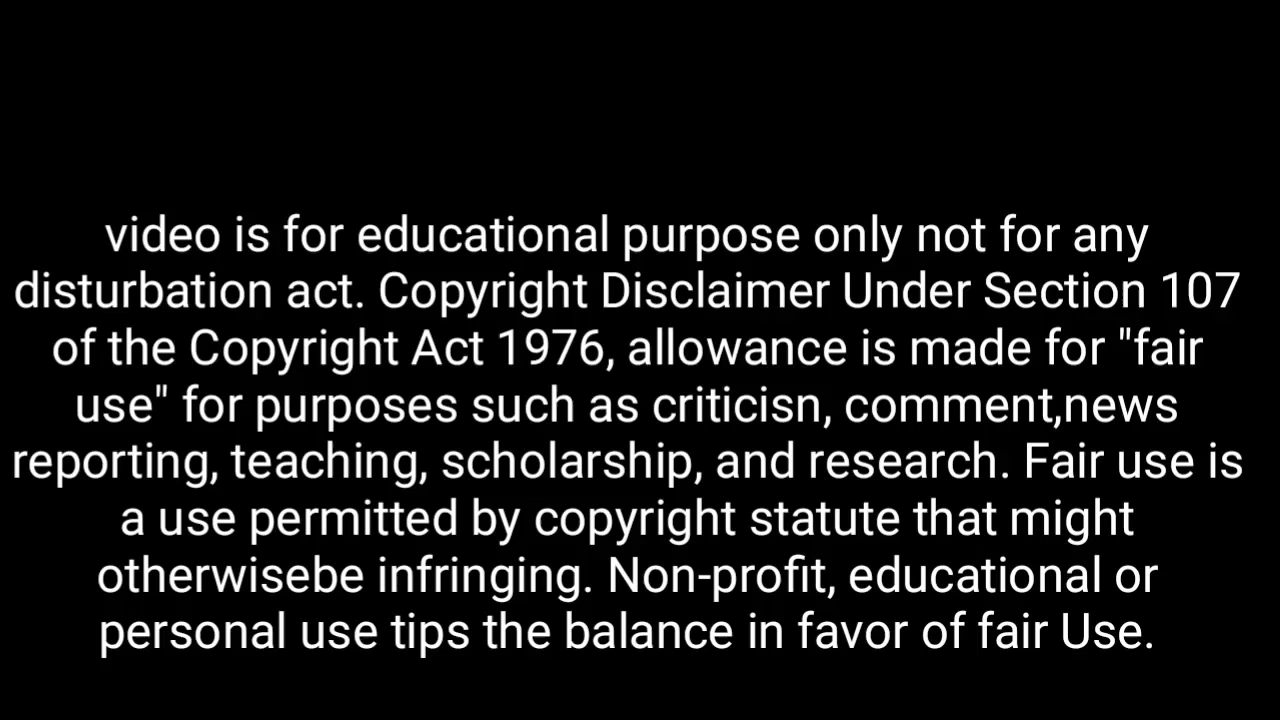 video is for educational purpose only not for any
disturbation act. Copyright Disclaimer Under Section 107
of the Copyright Act 1976, allowance is made for "fair
use" for purposes such as criticisn, comment,news
reporting, teaching, scholarship, and research. Fair use is
a use permitted by copyright statute that might
otherwisebe infringing. Non-profit, educational or
personal use tips the balance in favor of fair Use.